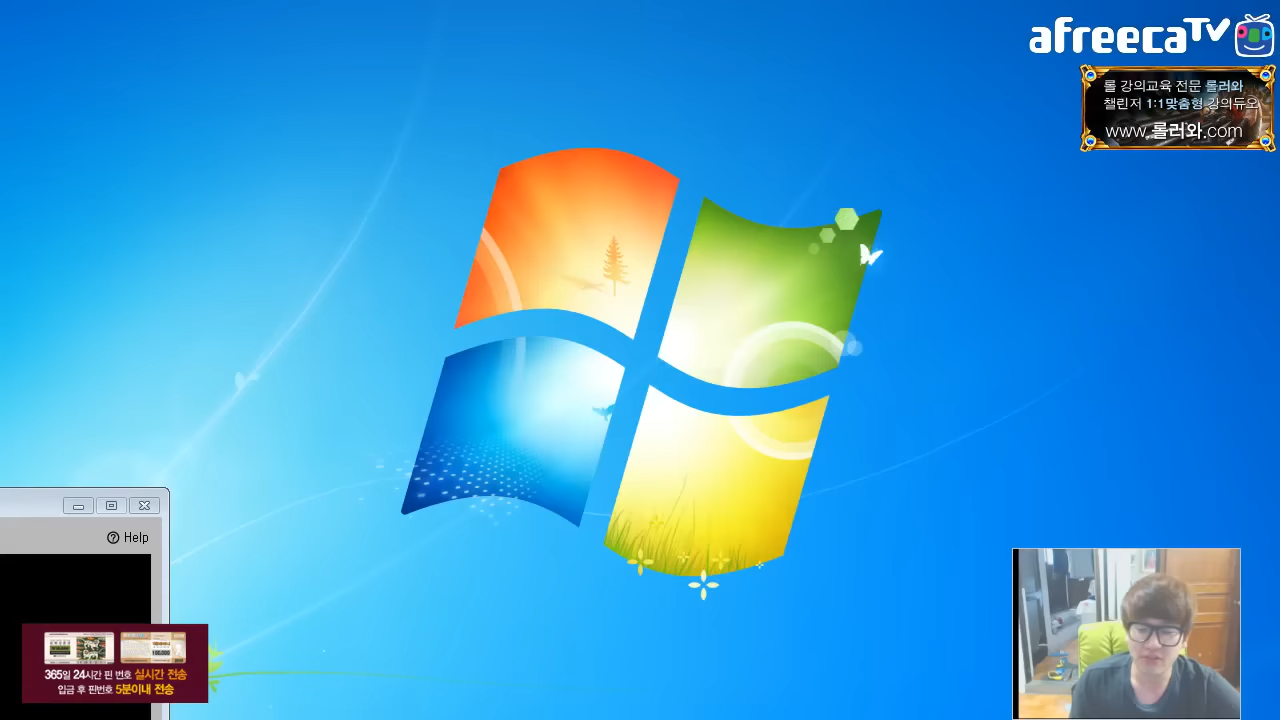 afreecaTV
롤 강의교육 전문 롤러와
챌린저 1:1맞춤형 강의듀오
www.롤러와.com
Help
365일 24시간 핀 번호 실시간 전송
입금 후 핀번호 5분이내 전송